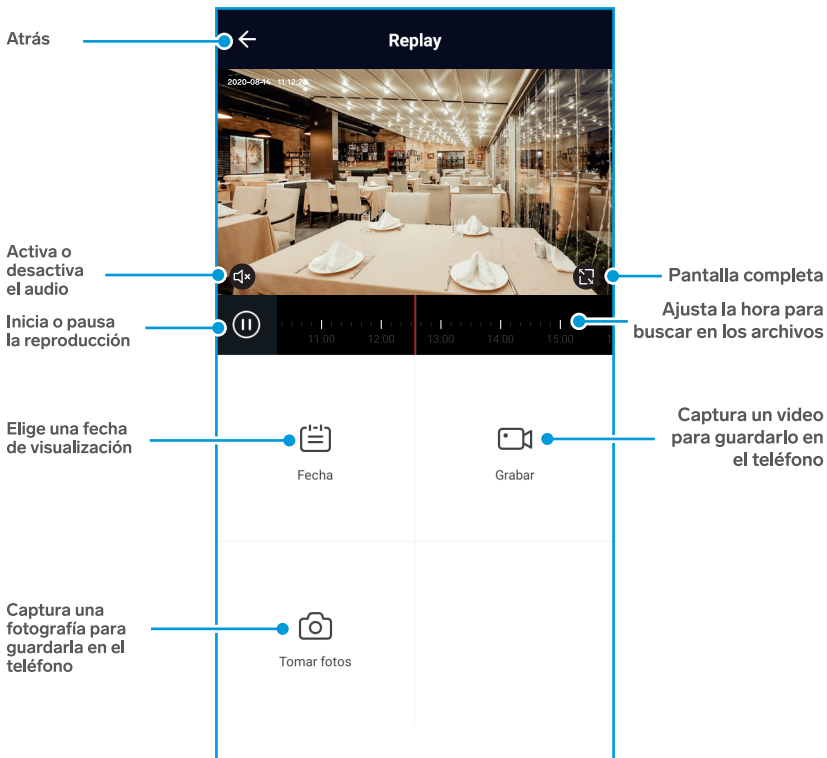 Atrás
Replay
2020-08-14 11:12:28
Activa o
desactiva
el audio
Pantalla completa
Inicia o pausa
la reproducción
11:00 12:00 13:00 14:00 15:00
Ajusta la hora para
buscar en los archivos
Elige una fecha
de visualización
Fecha
Grabar
Captura un video
para guardarlo en
el teléfono
Captura una
fotografía para
guardarla en el
teléfono
Tomar fotos